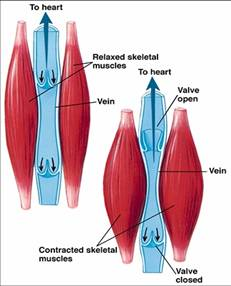 To heart
Relaxed skeletal
muscles
Vein
To heart
Valve
open
Vein
Contracted skeletal
muscles
Valve
closed